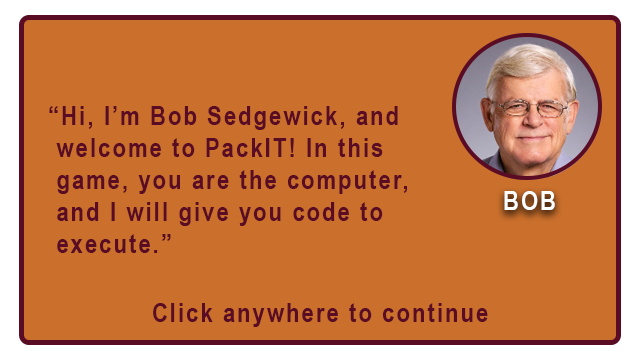 “Hi, I’m Bob Sedgewick, and
welcome to PackIT! In this
game, you are the computer,
and I will give you code to
execute.”
BOB
Click anywhere to continue